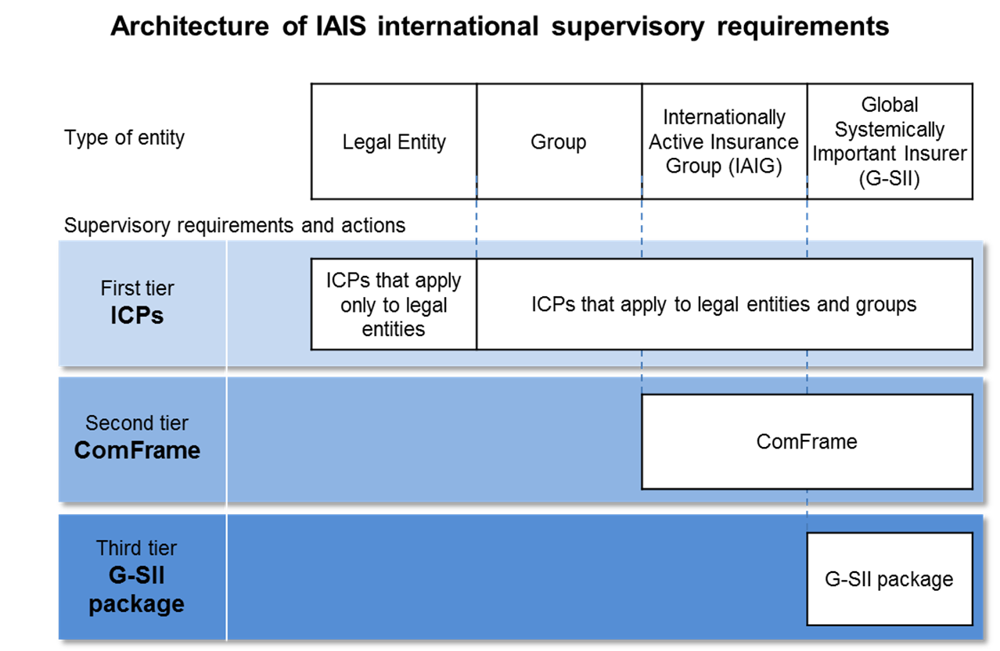 Architecture of IAIS international supervisory requirements
Type of entity
Legal Entity
Group
Internationally
Active Insurance
Group (IAIG)
Global
Systemically
Important Insurer
(G-SII)
Supervisory requirements and actions
First tier
ICPs
ICPs that apply
only to legal
entities
ICPs that apply to legal entities and groups
Second tier
ComFrame
ComFrame
Third tier
G-SII
package
G-SII package